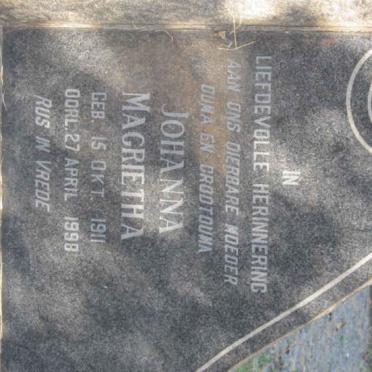 IN
LIEFDEVOLLE HERINNERING
AAN ONS DIERBARE MOEDER
OUMA EN GROOTOUMA
JOHANNA
MAGRIETHA
GEB. 15 OKT 1911
OORL. 27 APRIL 1998
RUS IN VREDE